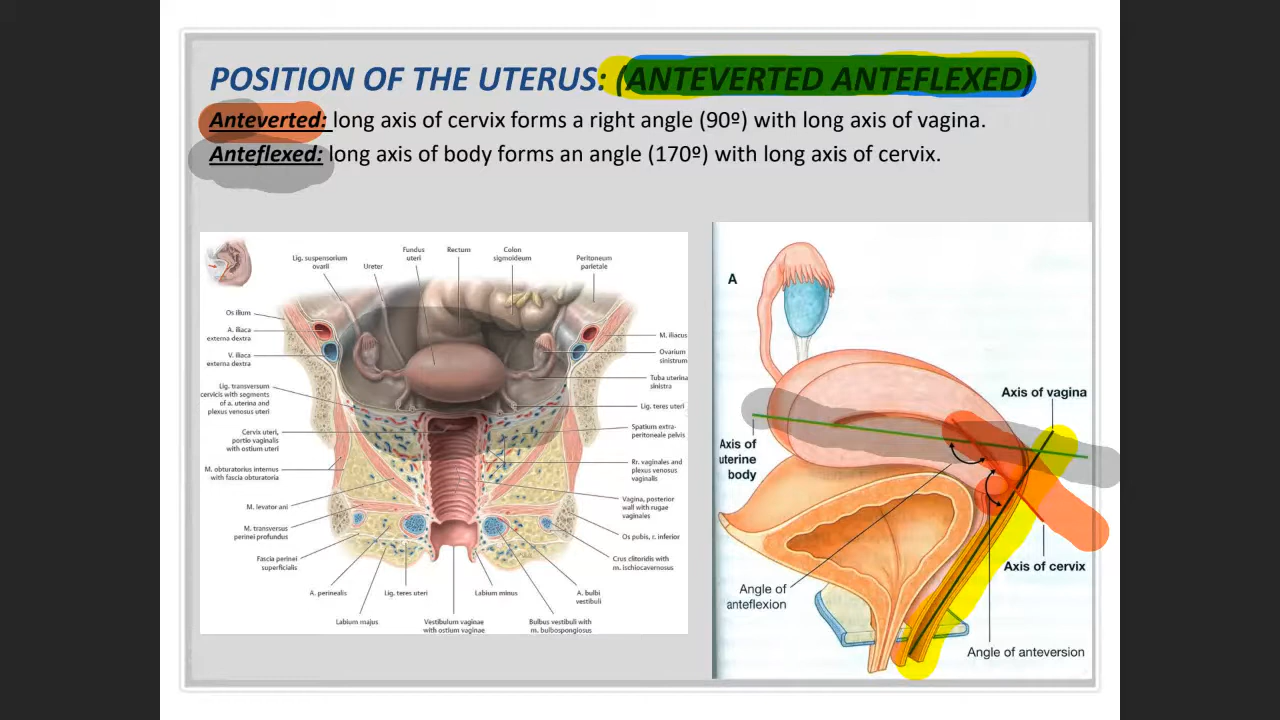 POSITION OF THE UTERUS: (ANTEVERTED ANTEFLEXED)
Anteverted: long axis of cervix forms a right angle (90º) with long axis of vagina.
Anteflexed: long axis of body forms an angle (170º) with long axis of cervix.
Lig. suspensorium
ovarii
Ureter
Fundus
uteri
Rectum
Colon
sigmoideum
Peritoneum
parietale
Os ilium
A. iliaca
externa dextra
V. iliaca
externa dextra
Lig. transversum
cervicis with segments
of a. uterina and
plexus venosus uteri
Cervix uteri,
portio vaginalis
with ostium uteri
M. obturatorius internus
with fascia obturatoria
M. levator ani
M. transversus
perinei profundus
Fascia perinei
superficialis
A. perinealis
Labium majus
Lig. teres uteri
Vestibulum vaginae
with ostium vaginae
Labium minus
Bulbus vestibuli with
m. bulbospongiosus
A. bulbi
vestibuli
M. iliacus
Ovarium
sinistrum
Tuba uterina
sinistra
Lig. teres uteri
Spatium extra-
peritoneale pelvis
Rr. vaginales and
plexus venosus
vaginalis
Vagina, posterior
wall with rugae
vaginales
Os pubis, r. inferior
Crus clitoridis with
m. ischiocavernosus
A
Axis of vagina
Axis of
uterine
body
Axis of cervix
Angle of
anteflexion
Angle of anteversion